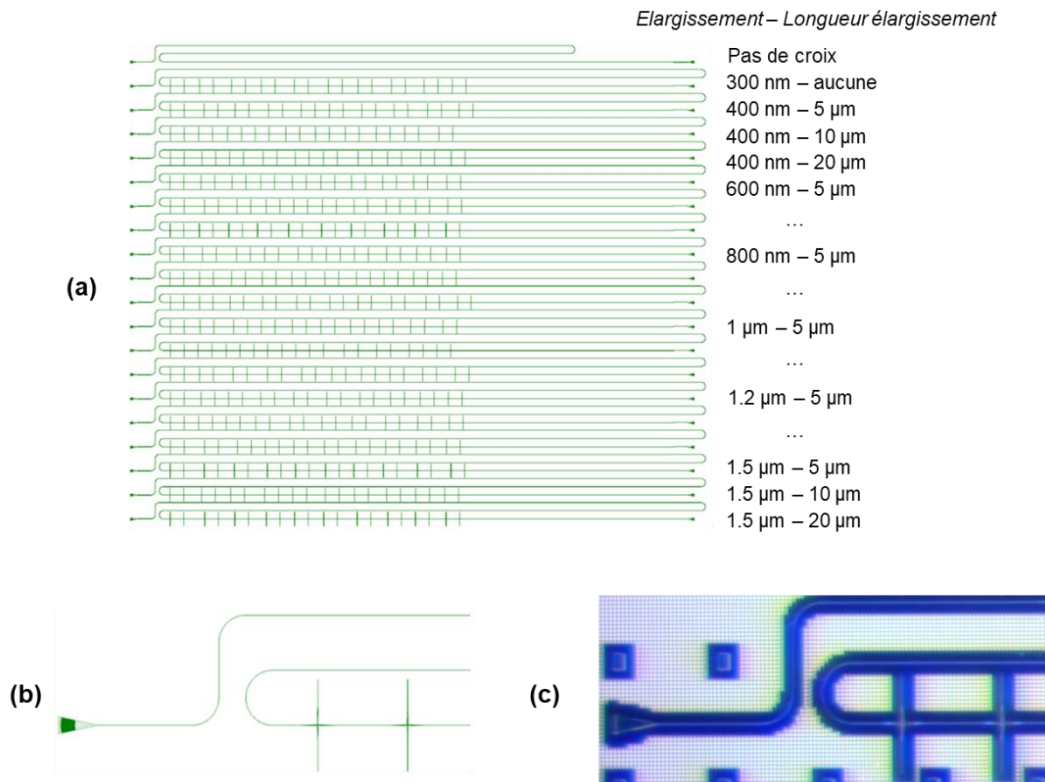 Elargissement – Longueur élargissement
Pas de croix
300 nm – aucune
400 nm – 5 µm
400 nm – 10 µm
400 nm – 20 µm
600 nm – 5 µm
...
800 nm – 5 µm
...
1 µm – 5 µm
...
1.2 µm – 5 µm
...
1.5 µm – 5 µm
1.5 µm – 10 µm
1.5 µm – 20 µm
(a)
(b)
(c)